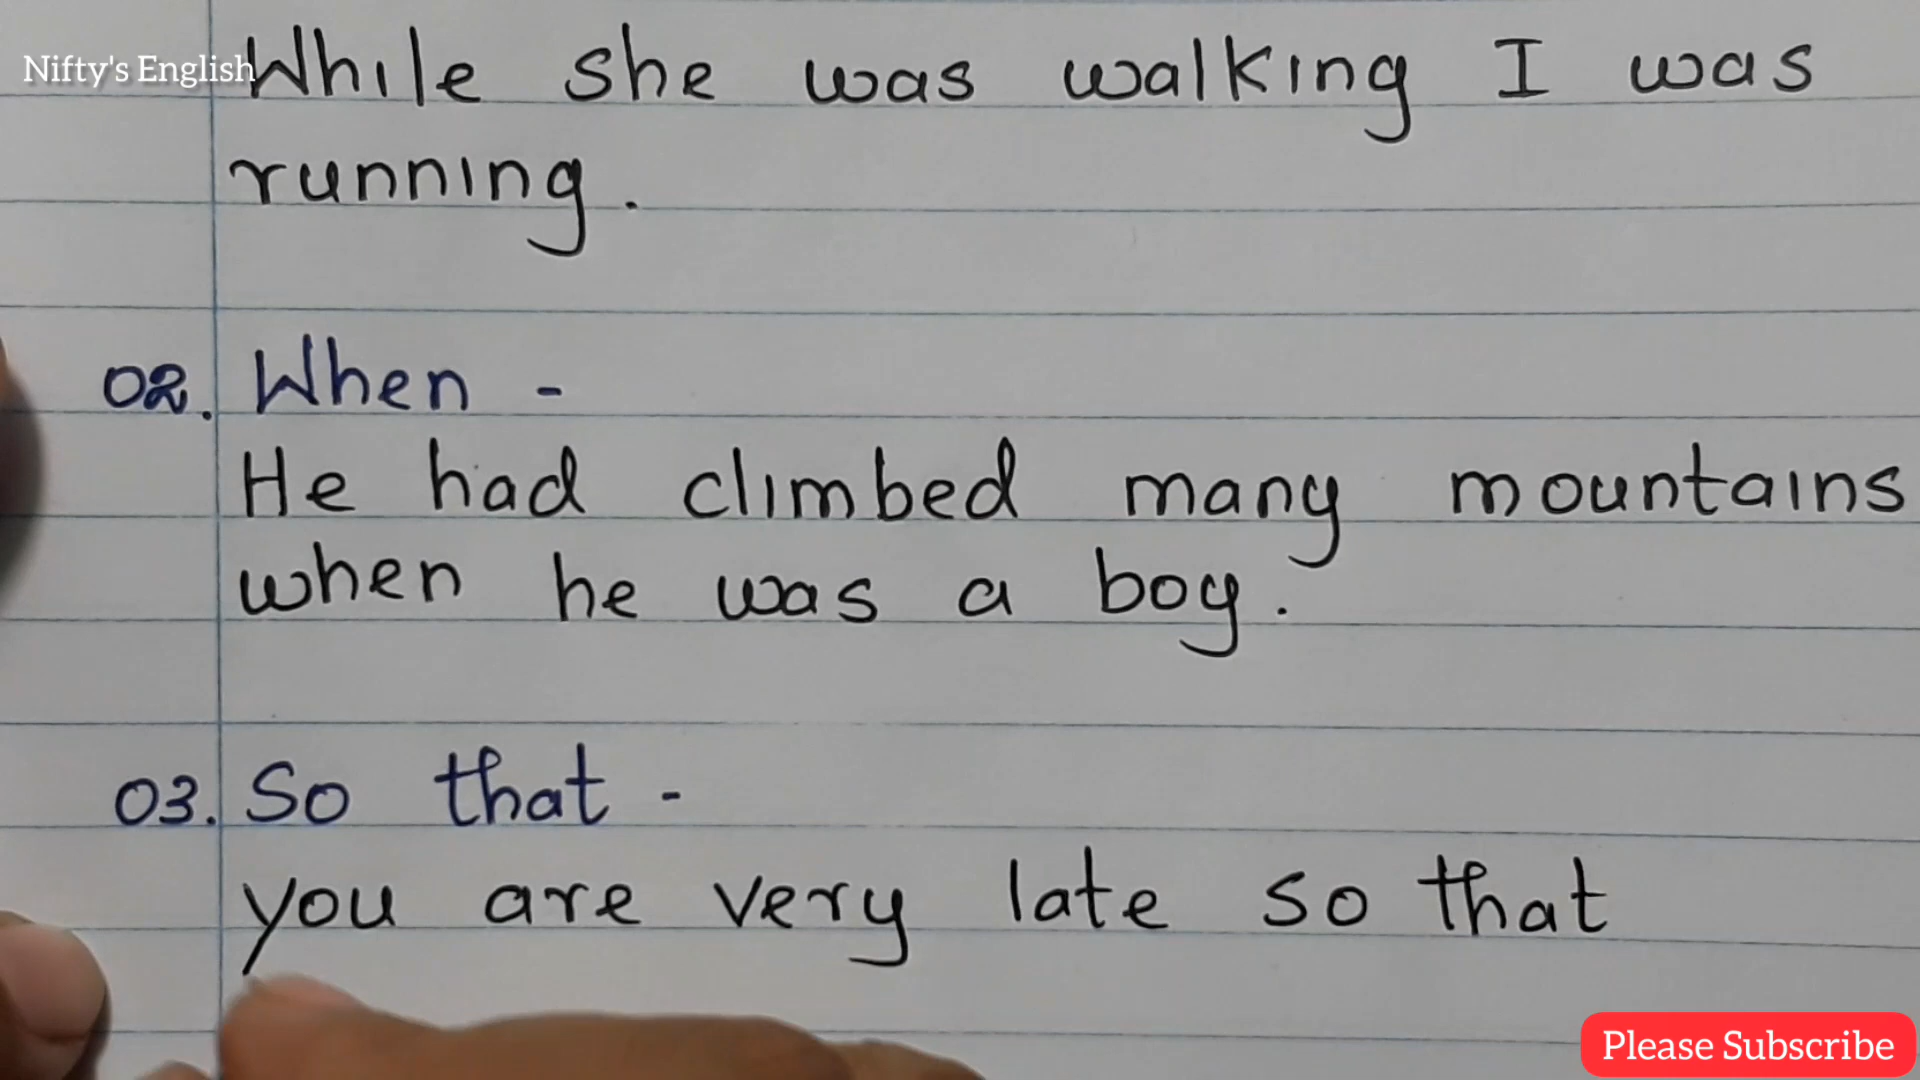 Nifty's English
While she was walking I was
running.
02. When -
He had climbed many mountains
when he was a boy.
03. So that -
you are very late so that
Please Subscribe